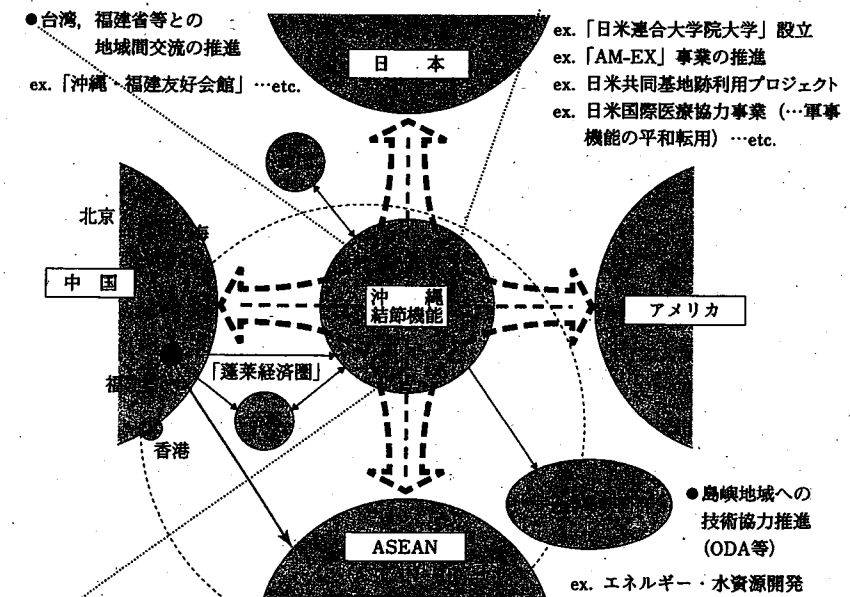 ●台湾，福建省等との
地域間交流の推進
ex.「沖縄・福建友好会館」…etc.
日　本
ex.「日米連合大学院大学」設立
ex.「AM-EX」事業の推進
ex. 日米共同基地跡利用プロジェクト
ex. 日米国際医療協力事業（…軍事
機能の平和転用）…etc.
北京
海
中　国
沖　縄
結節機能
アメリカ
「蓬莱経済圏」
福
香港
ASEAN
●島嶼地域への
技術協力推進
(ODA等)
ex. エネルギー・水資源開発